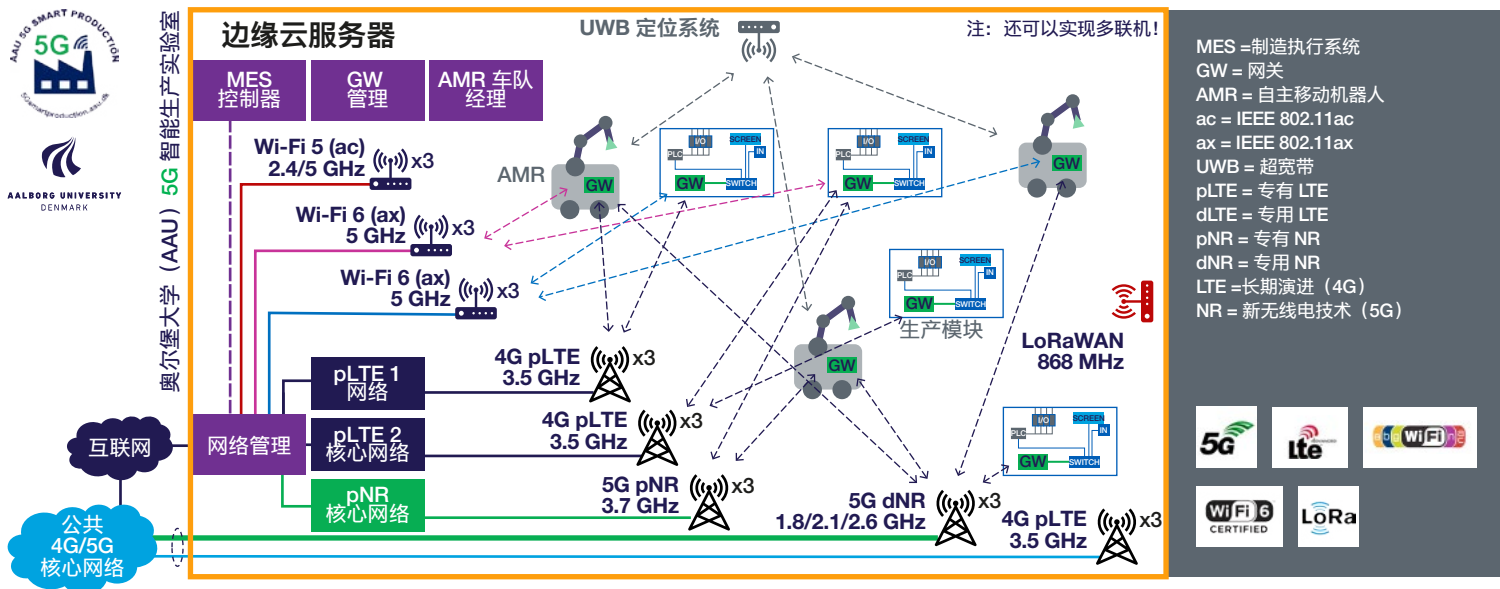 AAU 5G SMART PRODUCTION
5G
5Gsmartproduction.aau.dk
AALBORG UNIVERSITY
DENMARK
奥尔堡大学（AAU）5G 智能生产实验室
边缘云服务器
MES
控制器
GW
管理
AMR 车队
经理
UWB 定位系统
注：还可以实现多联机！
Wi-Fi 5 (ac)
2.4/5 GHz
x3
Wi-Fi 6 (ax)
5 GHz
x3
Wi-Fi 6 (ax)
5 GHz
x3
AMR
GW
I/O
SCREEN
PLC
IN
GW
SWITCH
I/O
SCREEN
PLC
IN
GW
SWITCH
GW
I/O
SCREEN
PLC
IN
GW
SWITCH
生产模块
GW
LoRaWAN
868 MHz
pLTE 1
网络
4G pLTE
3.5 GHz
x3
网络管理
pLTE 2
核心网络
4G pLTE
3.5 GHz
x3
pNR
核心网络
5G pNR
3.7 GHz
x3
I/O
SCREEN
PLC
IN
GW
SWITCH
5G dNR
1.8/2.1/2.6 GHz
x3
4G pLTE
3.5 GHz
x3
互联网
公共
4G/5G
核心网络
MES =制造执行系统
GW = 网关
AMR = 自主移动机器人
ac = IEEE 802.11ac
ax = IEEE 802.11ax
UWB = 超宽带
pLTE = 专有 LTE
dLTE = 专用 LTE
pNR = 专有 NR
dNR = 专用 NR
LTE =长期演进（4G）
NR = 新无线电技术（5G）
5G
Lte
ADVANCED
a b g WiFi n ac
WiFi 6
CERTIFIED
LoRa